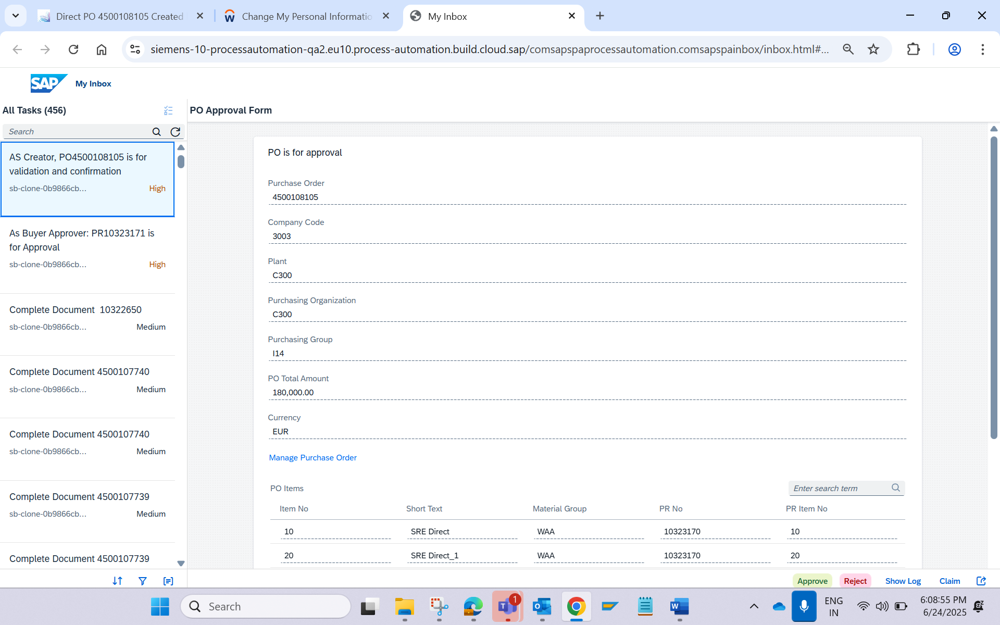 Direct PO 4500108105 Created
Change My Personal Informatio
My Inbox
siemens-10-processautomation-qa2.eu10.process-automation.build.cloud.sap/comsapspaprocessautomation.comsapspainbox/inbox.html#...
SAP My Inbox
All Tasks (456)
Search
AS Creator, PO4500108105 is for
validation and confirmation
sb-clone-0b9866cb... High
As Buyer Approver: PR10323171 is
for Approval
sb-clone-0b9866cb... High
Complete Document 10322650
sb-clone-0b9866cb... Medium
Complete Document 4500107740
sb-clone-0b9866cb... Medium
Complete Document 4500107740
sb-clone-0b9866cb... Medium
Complete Document 4500107739
sb-clone-0b9866cb... Medium
Complete Document 4500107739
PO Approval Form
PO is for approval
Purchase Order
4500108105
Company Code
3003
Plant
C300
Purchasing Organization
C300
Purchasing Group
I14
PO Total Amount
180,000.00
Currency
EUR
Manage Purchase Order
PO Items Enter search term
Item No Short Text Material Group PR No PR Item No
10 SRE Direct WAA 10323170 10
20 SRE Direct_1 WAA 10323170 20
Approve Reject Show Log Claim
Search
1
ENG
IN
6:08:55 PM
6/24/2025